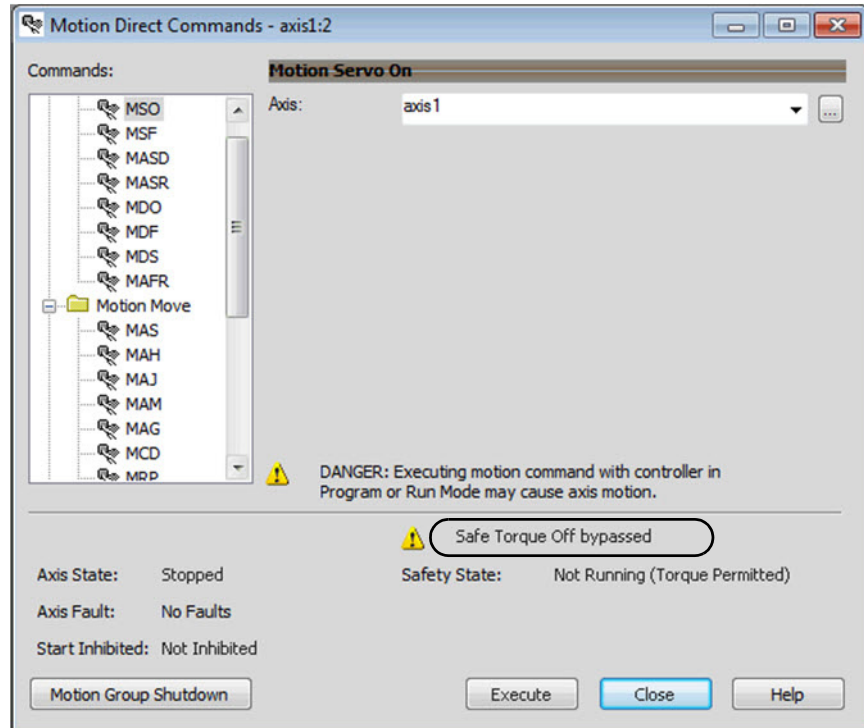 Motion Direct Commands - axis1:2
Commands:
Motion Servo On
MSO
MSF
MASD
MASR
MDO
MDF
MDS
MAFR
Motion Move
MAS
MAH
MAJ
MAM
MAG
MCD
MRP
Axis:
axis1
...
DANGER: Executing motion command with controller in
Program or Run Mode may cause axis motion.
Safe Torque Off bypassed
Axis State: Stopped
Safety State: Not Running (Torque Permitted)
Axis Fault: No Faults
Start Inhibited: Not Inhibited
Motion Group Shutdown
Execute
Close
Help